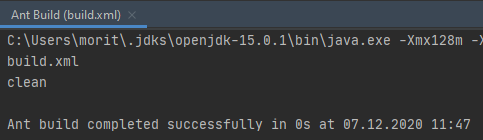 Ant Build (build.xml)
C:\Users\morit\.jdks\openjdk-15.0.1\bin\java.exe -Xmx128m -X
build.xml
clean
Ant build completed successfully in 0s at 07.12.2020 11:47